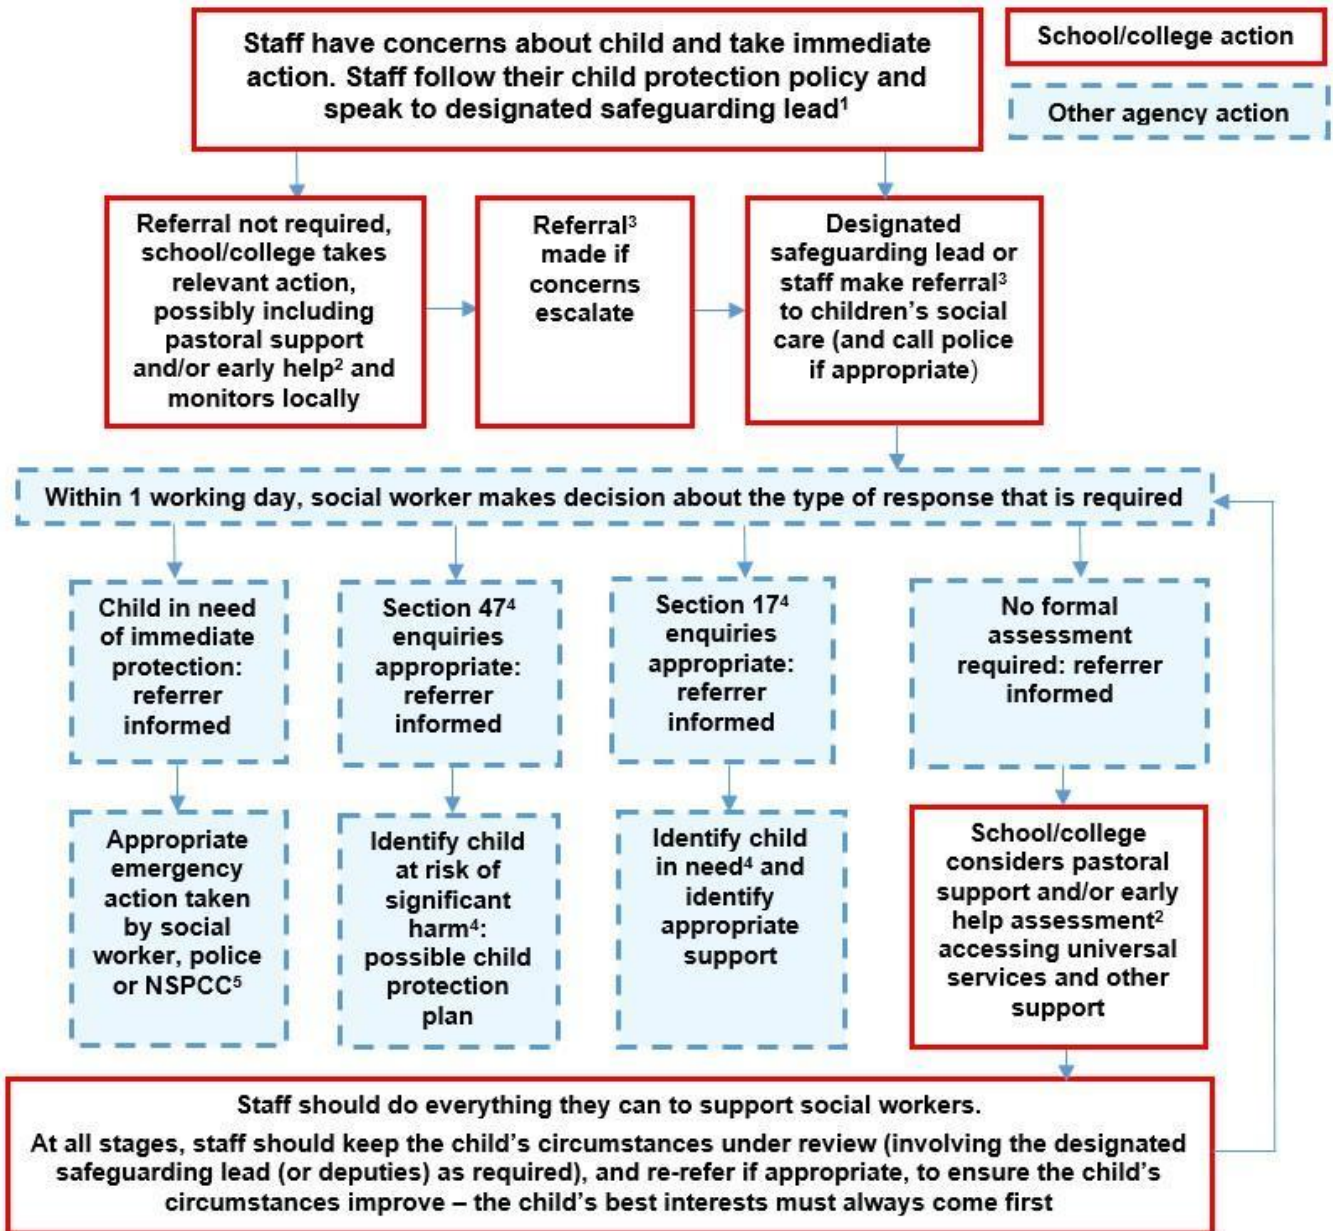 Staff have concerns about child and take immediate
action. Staff follow their child protection policy and
speak to designated safeguarding lead¹
School/college action
Other agency action
Referral not required,
school/college takes
relevant action,
possibly including
pastoral support
and/or early help² and
monitors locally
Referral³
made if
concerns
escalate
Designated
safeguarding lead or
staff make referral³
to children’s social
care (and call police
if appropriate)
Within 1 working day, social worker makes decision about the type of response that is required
Child in need
of immediate
protection:
referrer
informed
Section 47⁴
enquiries
appropriate:
referrer
informed
Section 17⁴
enquiries
appropriate:
referrer
informed
No formal
assessment
required: referrer
informed
Appropriate
emergency
action taken
by social
worker, police
or NSPCC⁵
Identify child
at risk of
significant
harm⁴:
possible child
protection
plan
Identify child
in need⁴ and
identify
appropriate
support
School/college
considers pastoral
support and/or early
help assessment²
accessing universal
services and other
support
Staff should do everything they can to support social workers.
At all stages, staff should keep the child’s circumstances under review (involving the designated
safeguarding lead (or deputies) as required), and re-refer if appropriate, to ensure the child’s
circumstances improve – the child’s best interests must always come first